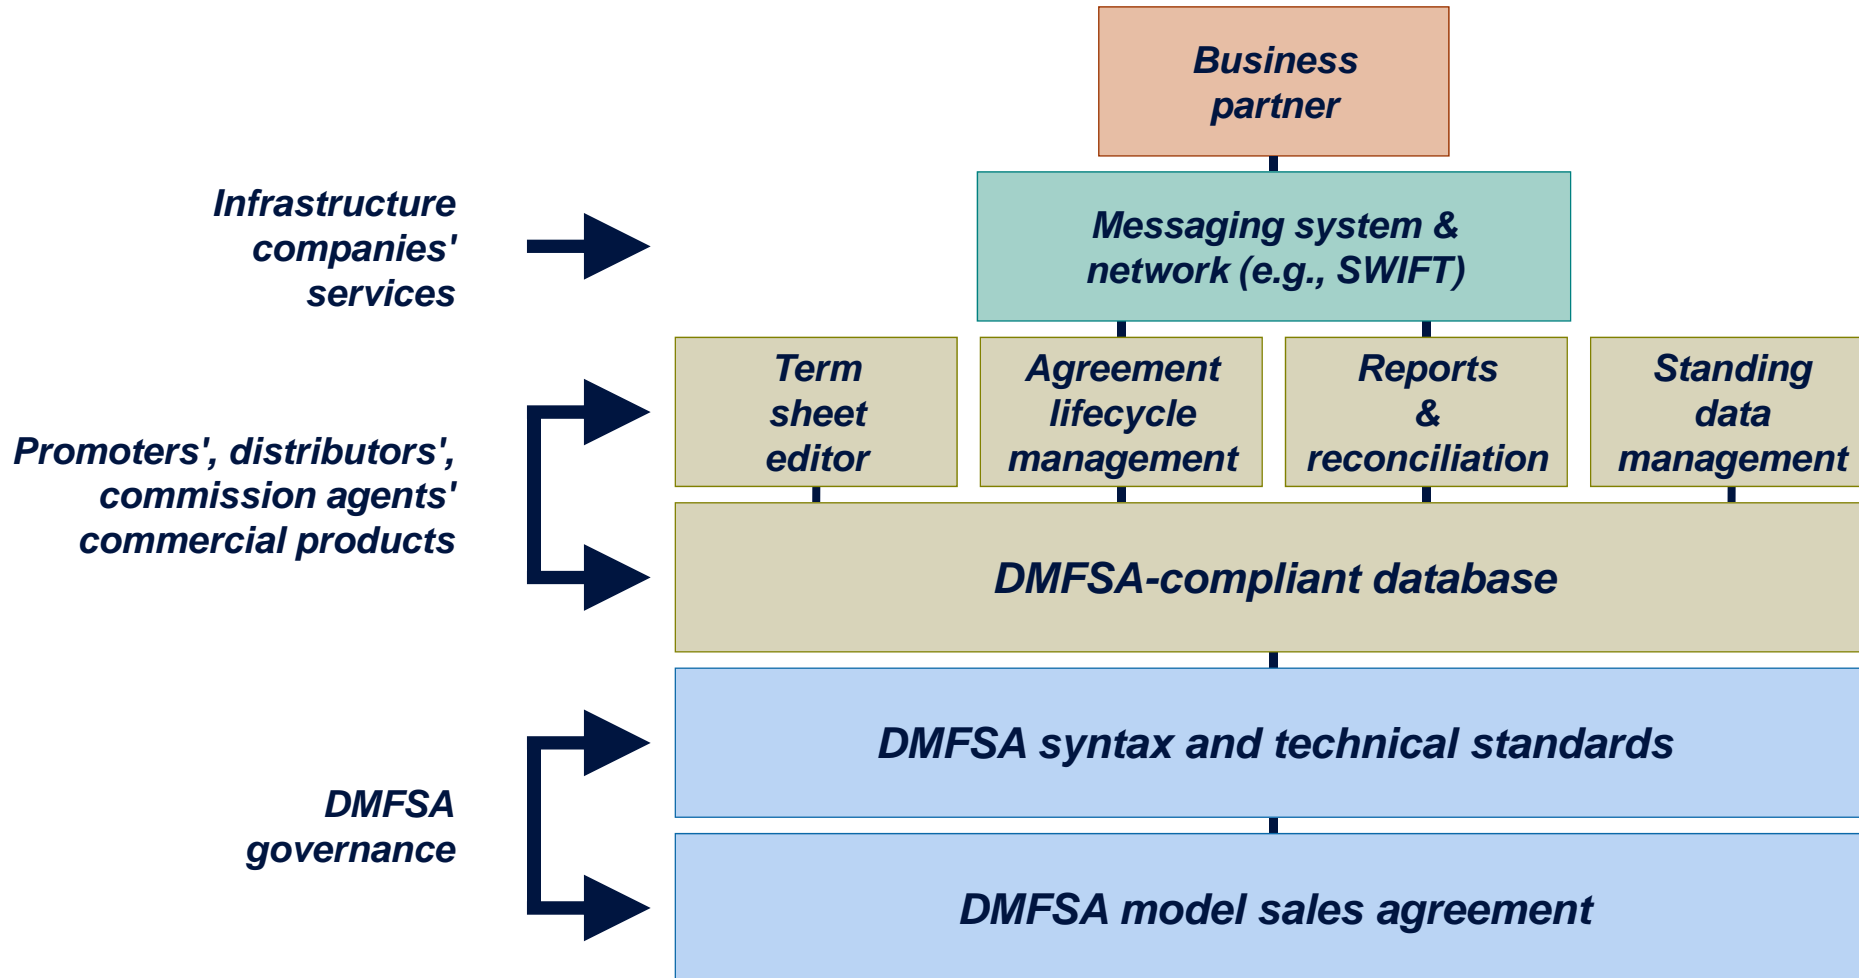 Business
partner
Infrastructure
companies'
services
Messaging system &
network (e.g., SWIFT)
Promoters', distributors',
commission agents'
commercial products
Term
sheet
editor
Agreement
lifecycle
management
Reports
&
reconciliation
Standing
data
management
DMFSA-compliant database
DMFSA
governance
DMFSA syntax and technical standards
DMFSA model sales agreement